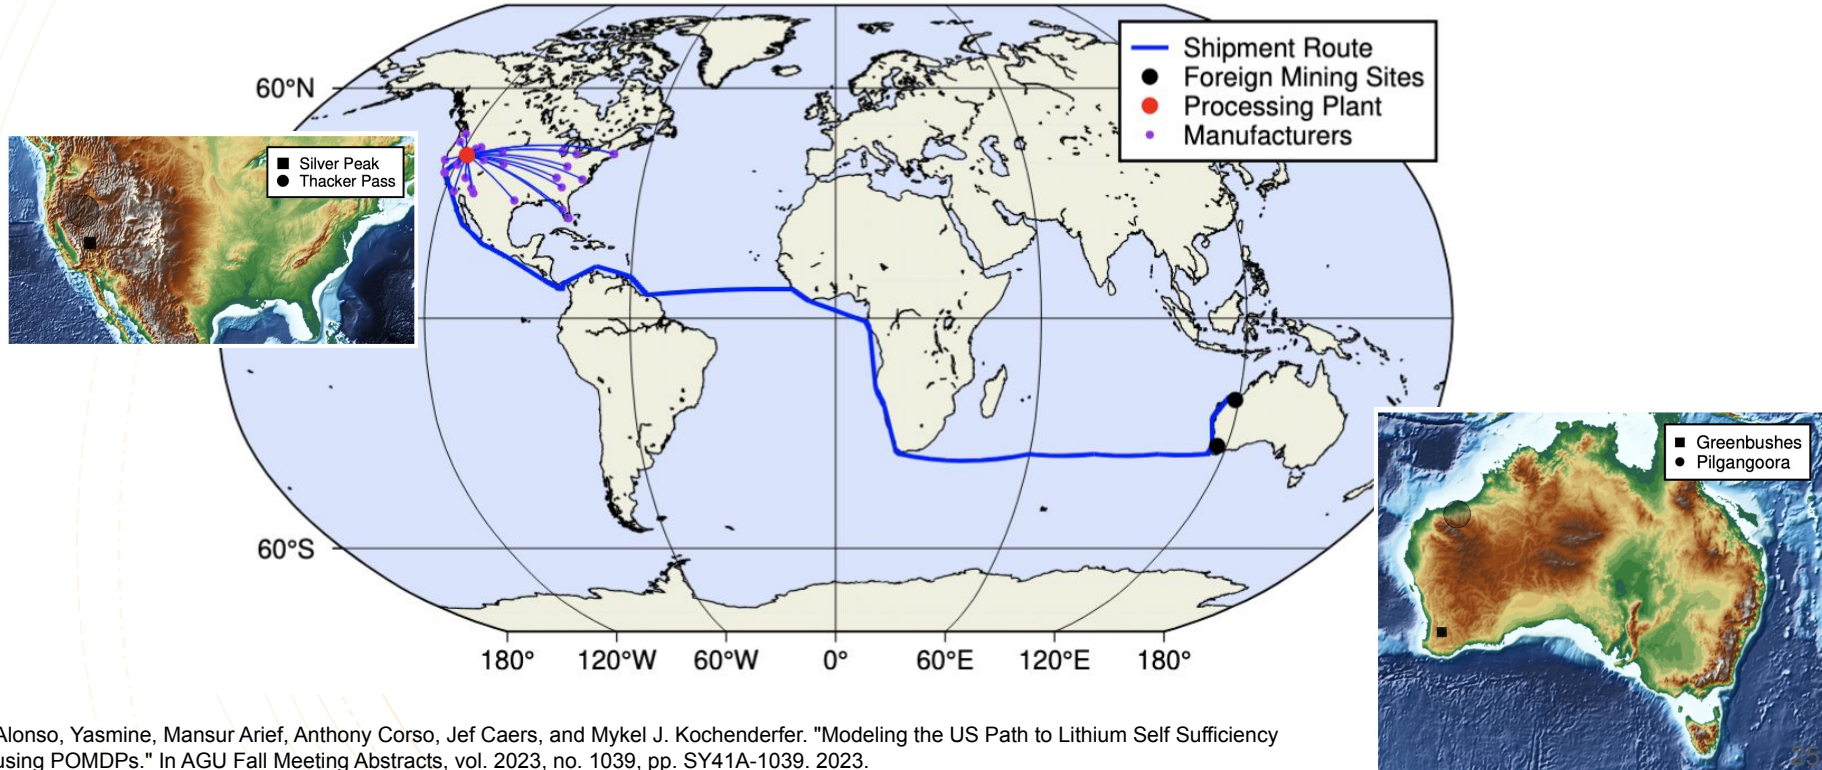 Shipment Route
Foreign Mining Sites
Processing Plant
Manufacturers
60°N
Silver Peak
Thacker Pass
Greenbushes
Pilgangoora
60°S
180° 120°W 60°W 0° 60°E 120°E 180°
Alonso, Yasmine, Mansur Arief, Anthony Corso, Jef Caers, and Mykel J. Kochenderfer. "Modeling the US Path to Lithium Self Sufficiency
using POMDPs." In AGU Fall Meeting Abstracts, vol. 2023, no. 1039, pp. SY41A-1039. 2023.
25